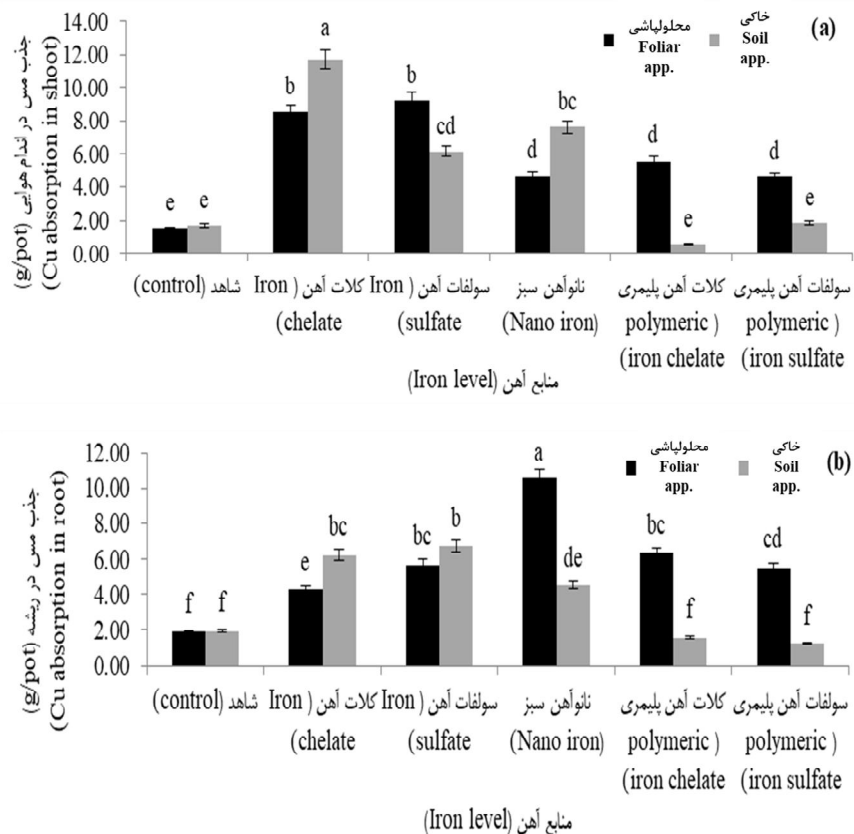 (a)
محلولپاشی
Foliar
app.
خاکی
Soil
app.
جذب مس در اندام هوایی (g/pot)
(Cu absorption in shoot)
14.00
12.00
10.00
8.00
6.00
4.00
2.00
0.00
e
e
b
a
b
cd
d
bc
d
e
d
e
شاهد (control)
کلات آهن ( Iron
(chelate
سولفات آهن ( Iron
(sulfate
نانوآهن سبز
(Nano iron)
کلات آهن پلیمری
polymeric )
(iron chelate
سولفات آهن پلیمری
polymeric )
(iron sulfate
منابع آهن (Iron level)
(b)
محلولپاشی
Foliar
app.
خاکی
Soil
app.
جذب مس در ریشه (g/pot)
(Cu absorption in root)
12.00
10.00
8.00
6.00
4.00
2.00
0.00
f
f
e
bc
bc
b
a
de
bc
f
cd
f
شاهد (control)
کلات آهن ( Iron
(chelate
سولفات آهن ( Iron
(sulfate
نانوآهن سبز
(Nano iron)
کلات آهن پلیمری
polymeric )
(iron chelate
سولفات آهن پلیمری
polymeric )
(iron sulfate
منابع آهن (Iron level)